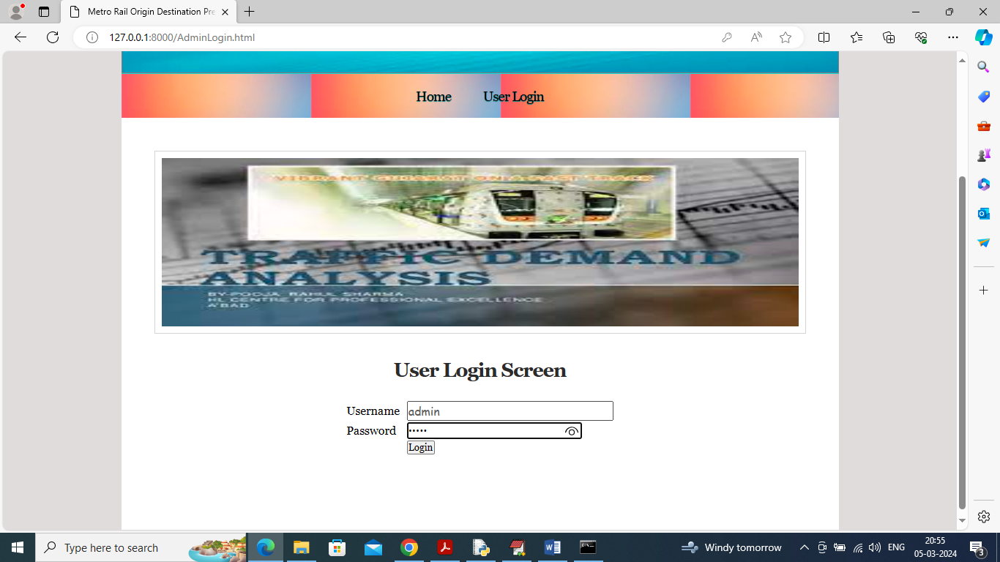 Metro Rail Origin Destination Pre
127.0.0.1:8000/AdminLogin.html
Home User Login
VIBRANT GUJARAT ON A FAST TRACK
TRAFFIC DEMAND
ANALYSIS
BY-POOJA RAHUL SHARMA
HL CENTRE FOR PROFESSIONAL EXCELLENCE
A'BAD
User Login Screen
Username admin
Password •••••
Login
Type here to search
Windy tomorrow
ENG
20:55
05-03-2024
3